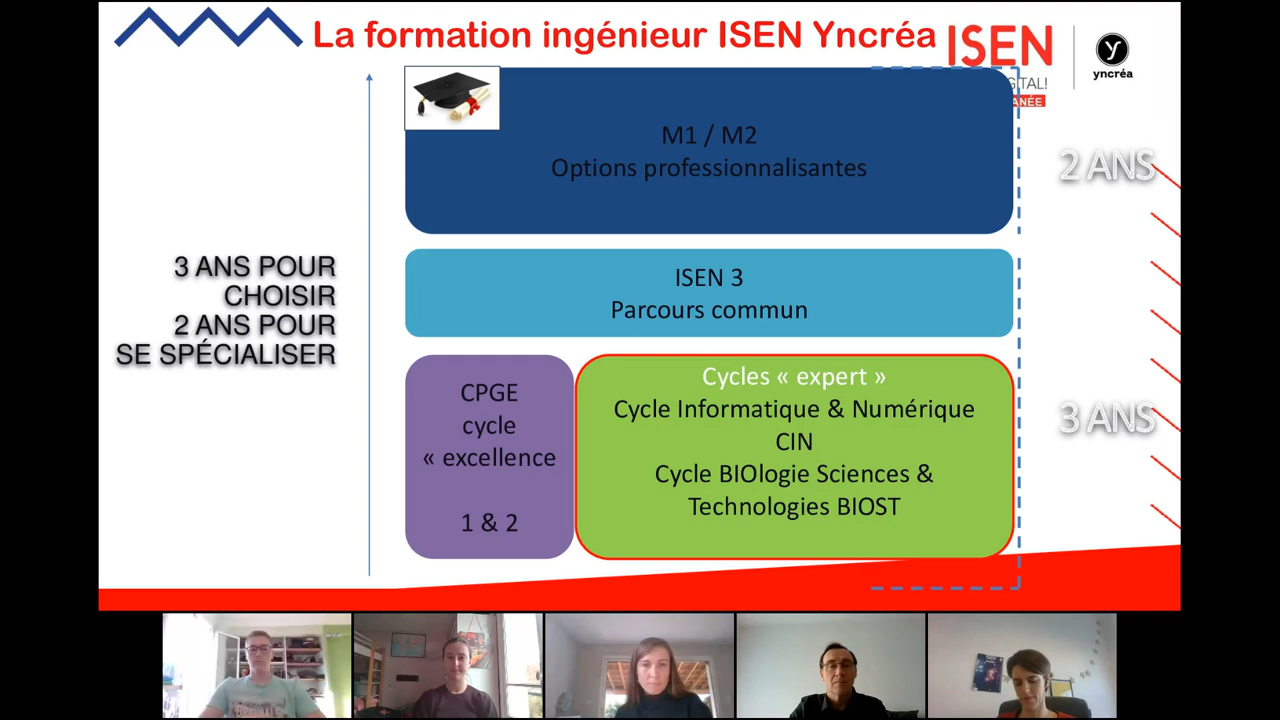 La formation ingénieur ISEN Yncréa
ISEN
GITAL!
ANÉE
yncréa
M1 / M2
Options professionnalisantes
2 ANS
3 ANS POUR
CHOISIR
2 ANS POUR
SE SPÉCIALISER
ISEN 3
Parcours commun
CPGE
cycle
« excellence
1 & 2
Cycles « expert »
Cycle Informatique & Numérique
CIN
Cycle BIOlogie Sciences &
Technologies BIOST
3 ANS